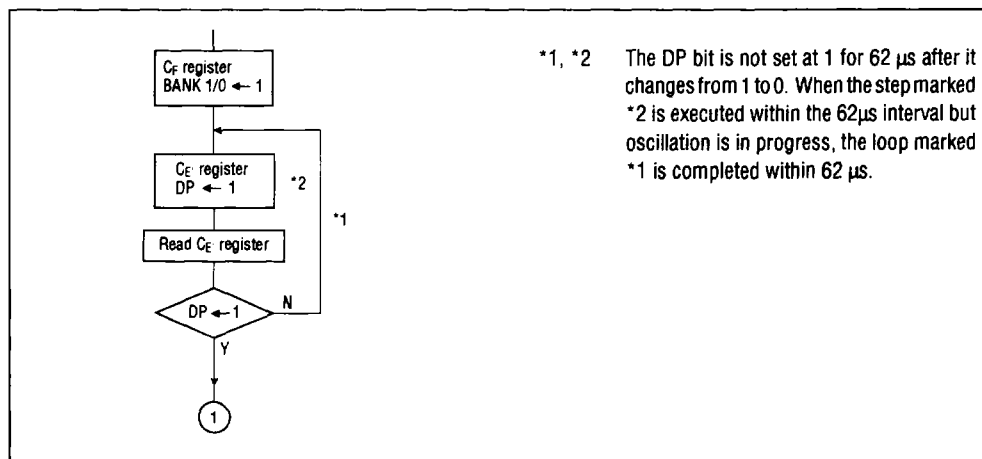 CF register
BANK 1/0 ← 1
CE' register
DP ← 1
*2
*1
Read CE' register
DP ← 1
N
Y
1
*1, *2 The DP bit is not set at 1 for 62 µs after it
changes from 1 to 0. When the step marked
*2 is executed within the 62µs interval but
oscillation is in progress, the loop marked
*1 is completed within 62 µs.